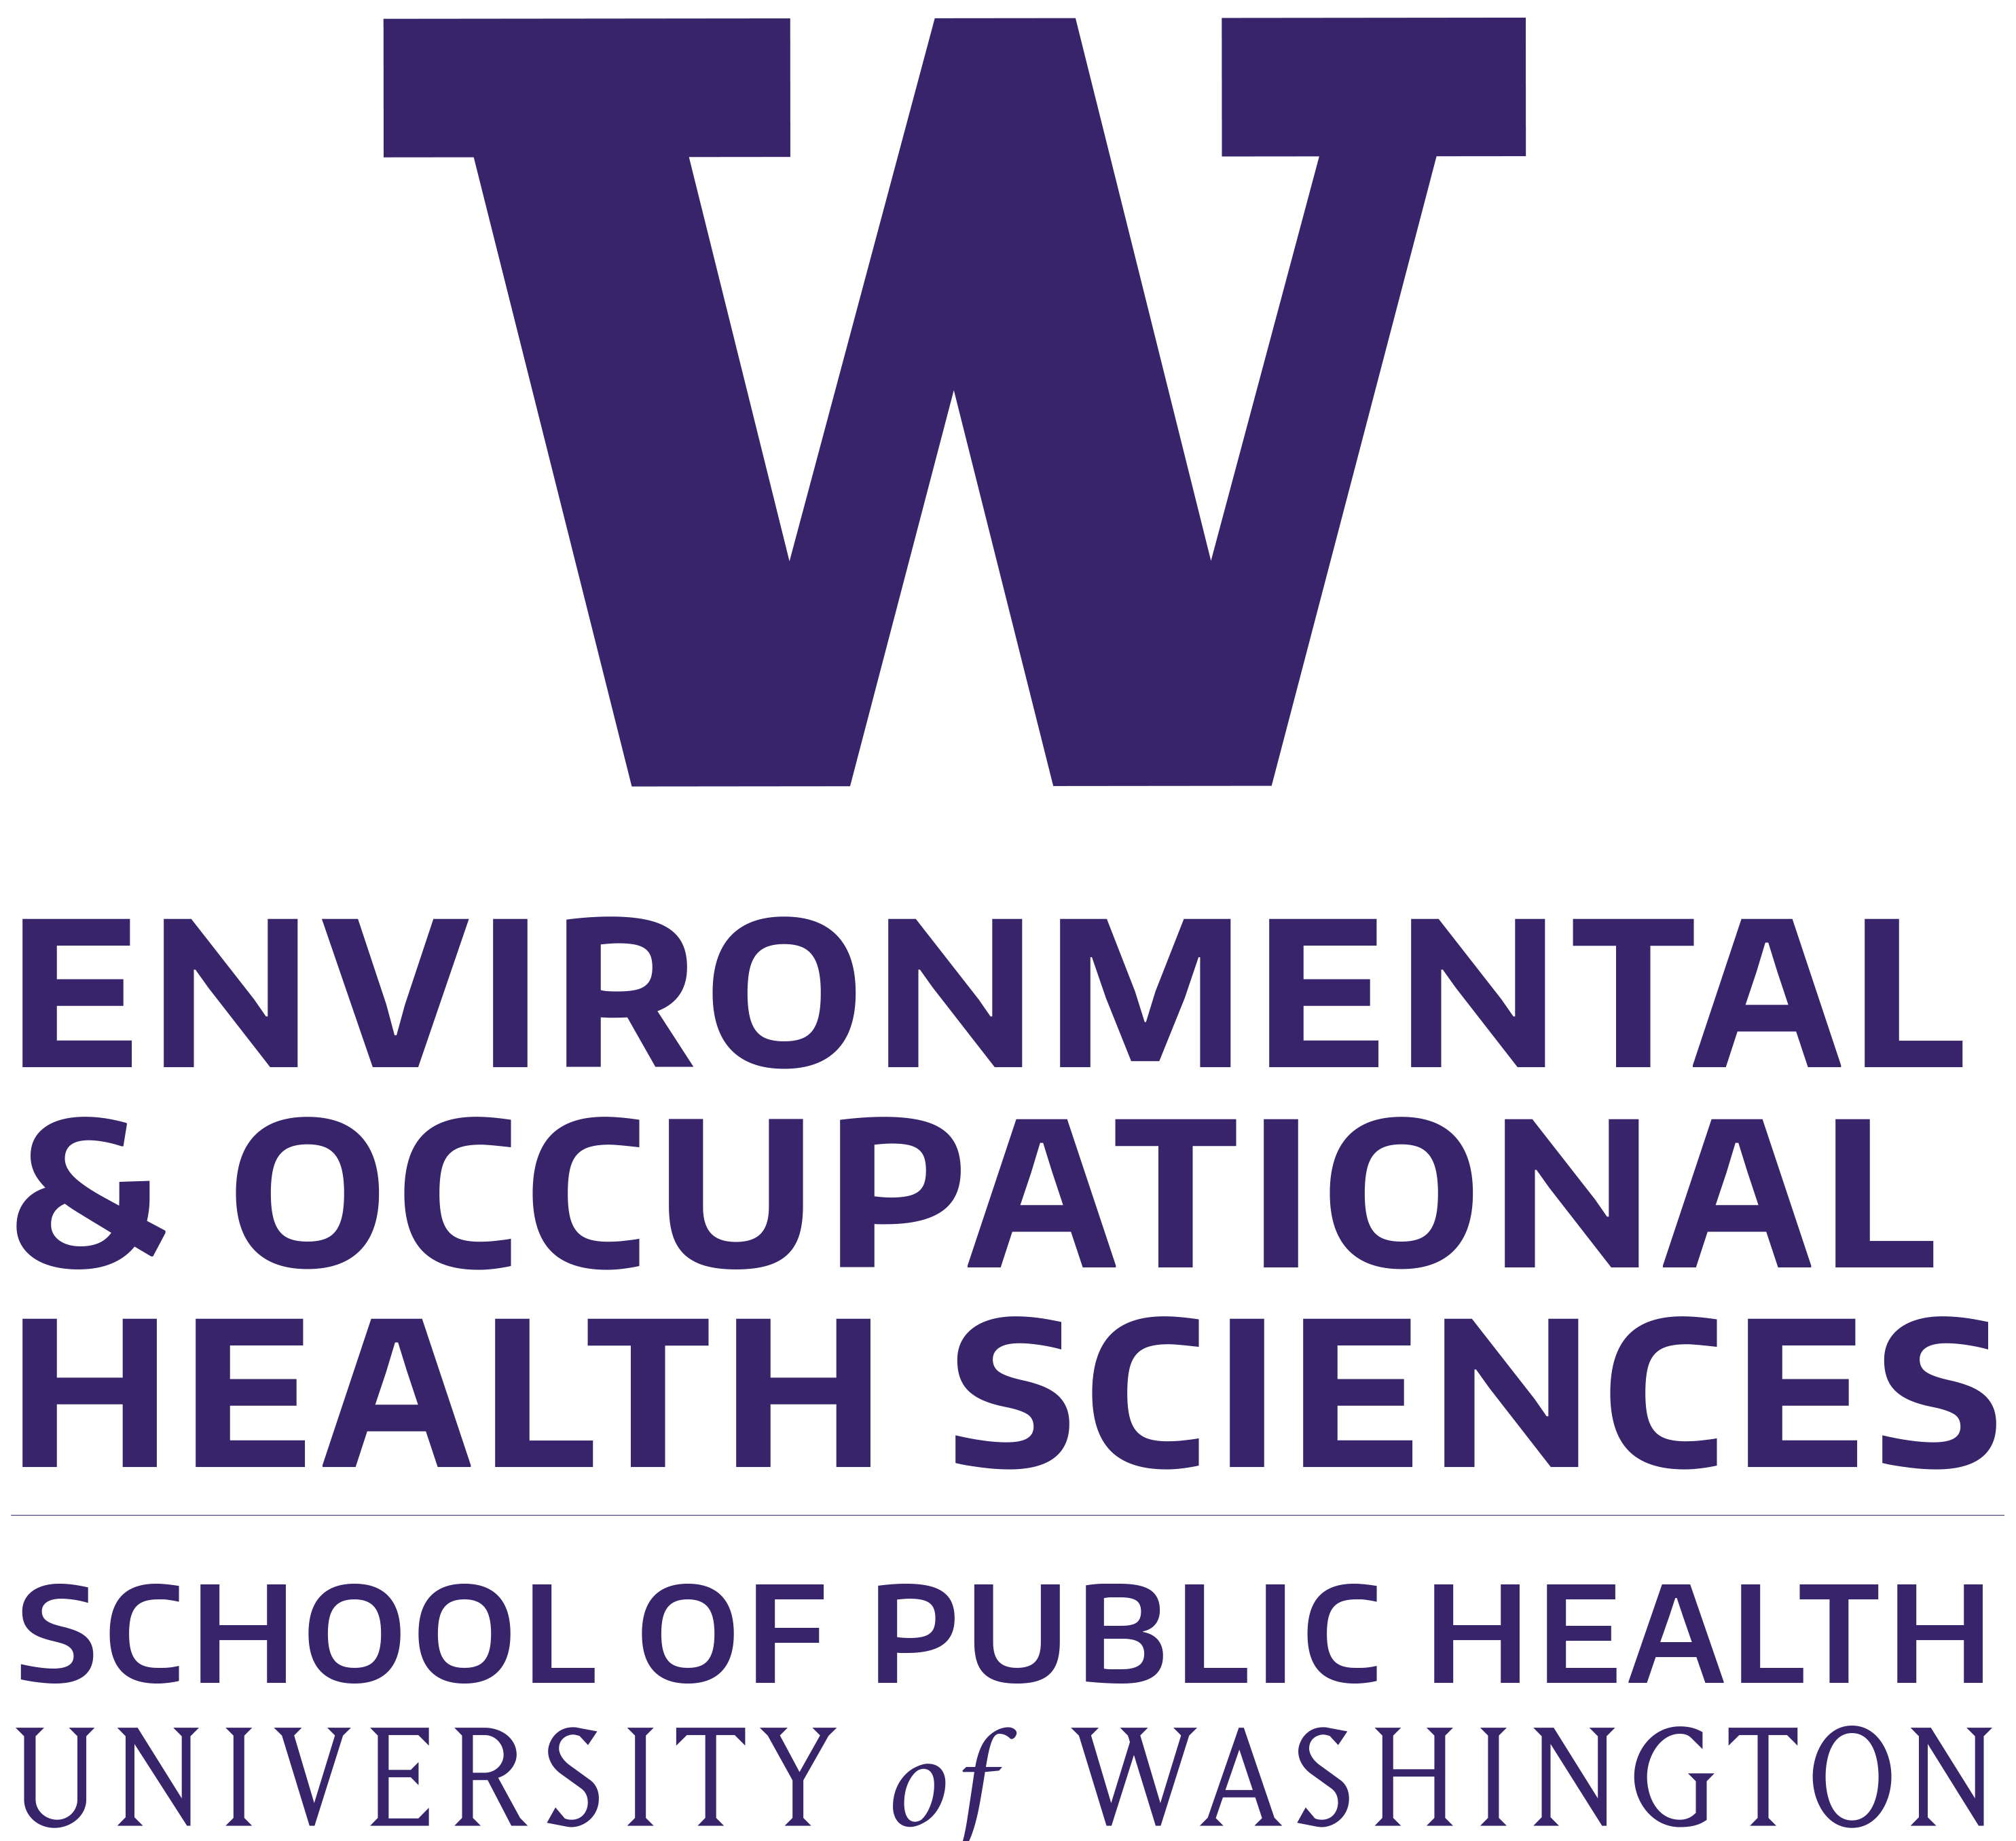 W
ENVIRONMENTAL
& OCCUPATIONAL
HEALTH SCIENCES
SCHOOL OF PUBLIC HEALTH
UNIVERSITY of WASHINGTON